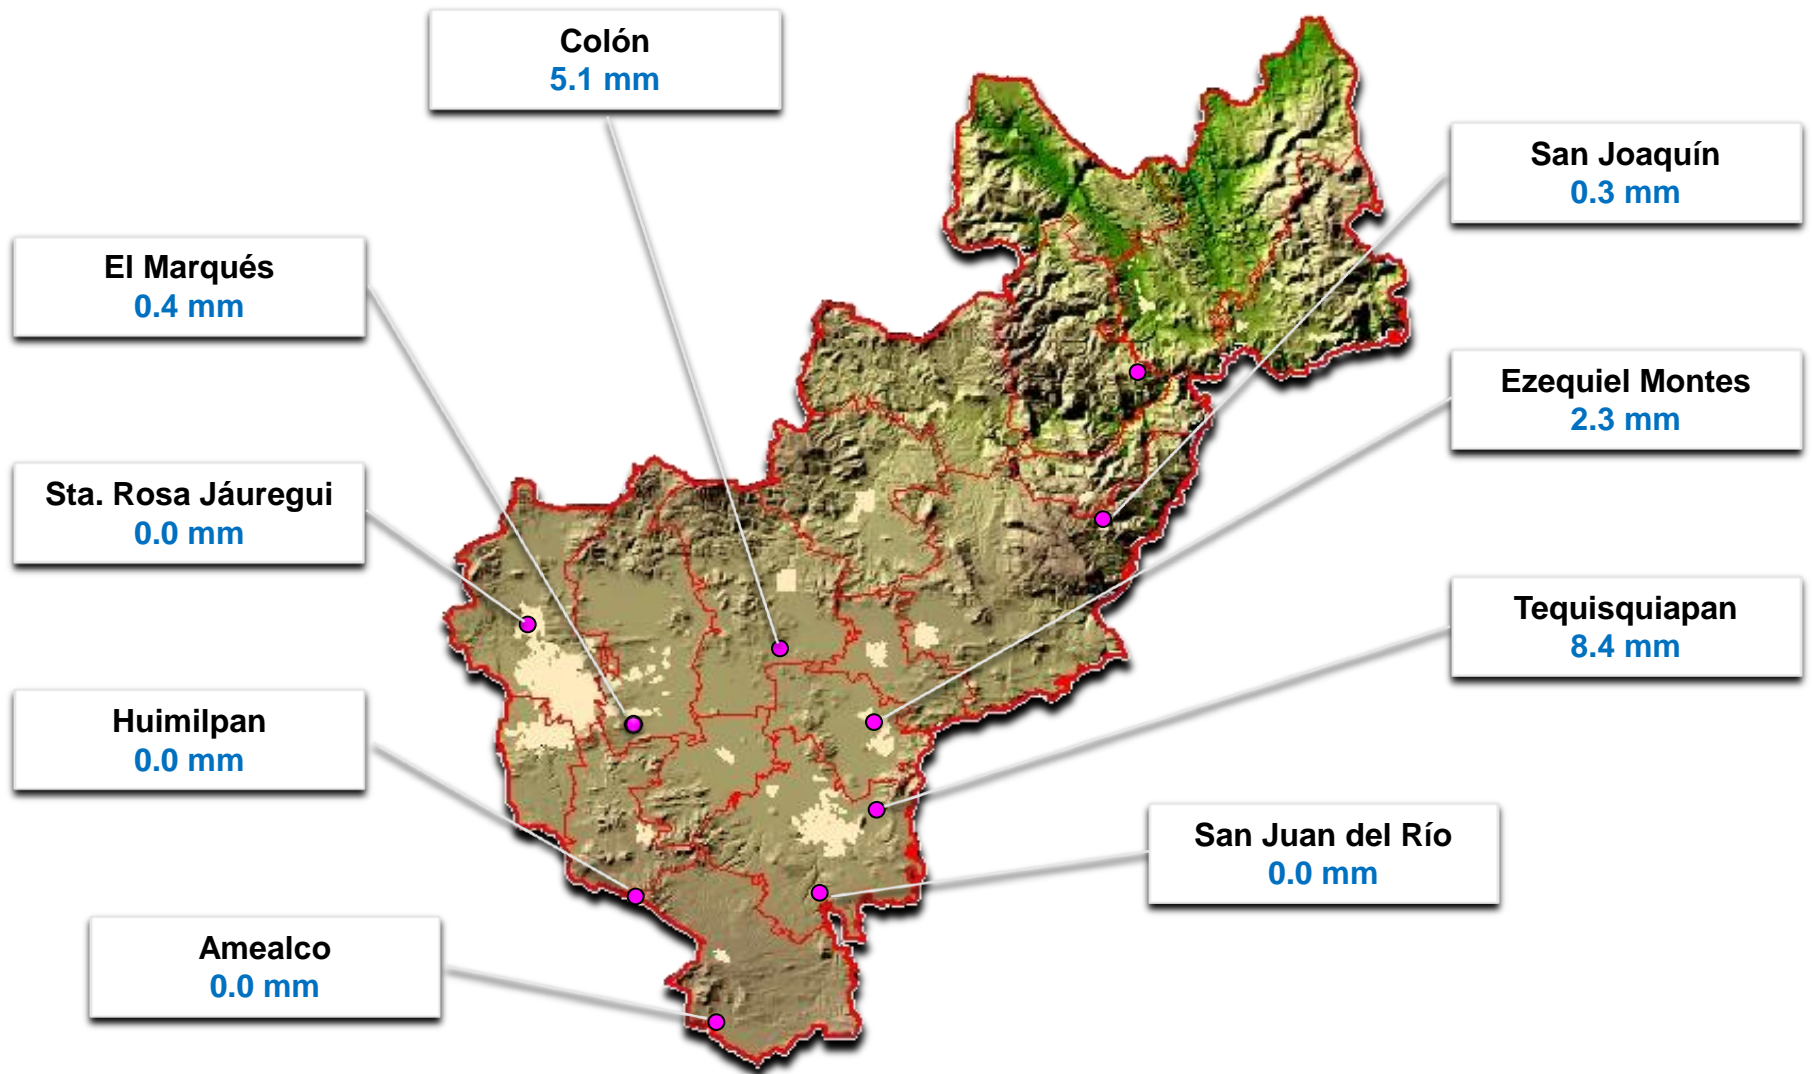 Colón
5.1 mm
San Joaquín
0.3 mm
El Marqués
0.4 mm
Ezequiel Montes
2.3 mm
Sta. Rosa Jáuregui
0.0 mm
Tequisquiapan
8.4 mm
Huimilpan
0.0 mm
San Juan del Río
0.0 mm
Amealco
0.0 mm